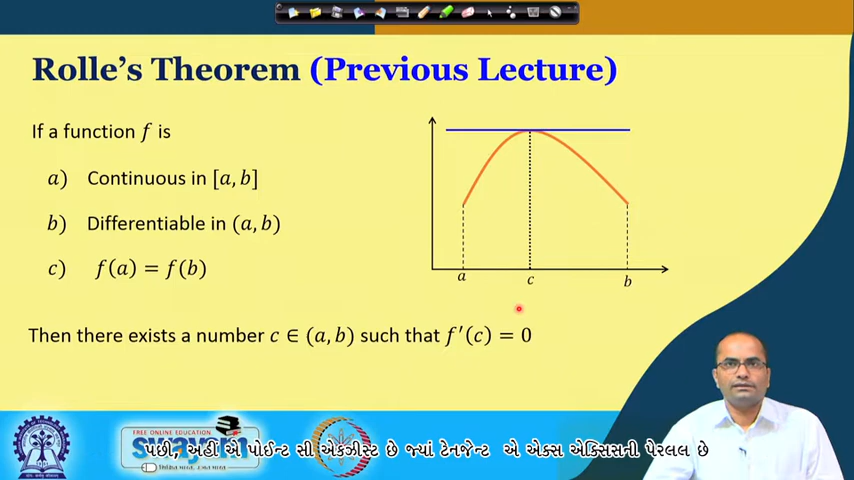 Rolle's Theorem (Previous Lecture)
If a function f is
a) Continuous in [a, b]
b) Differentiable in (a, b)
c) f(a) = f(b)
a c b
Then there exists a number c ∈ (a, b) such that f′(c) = 0
FREE ONLINE EDUCATION
swayam
પછી, અહીં એ પોઈન્ટ સી એક્ઝીસ્ટ છે જ્યાં ટેનજેન્ટ એ એક્સ એક્સિસની પેરલલ છે